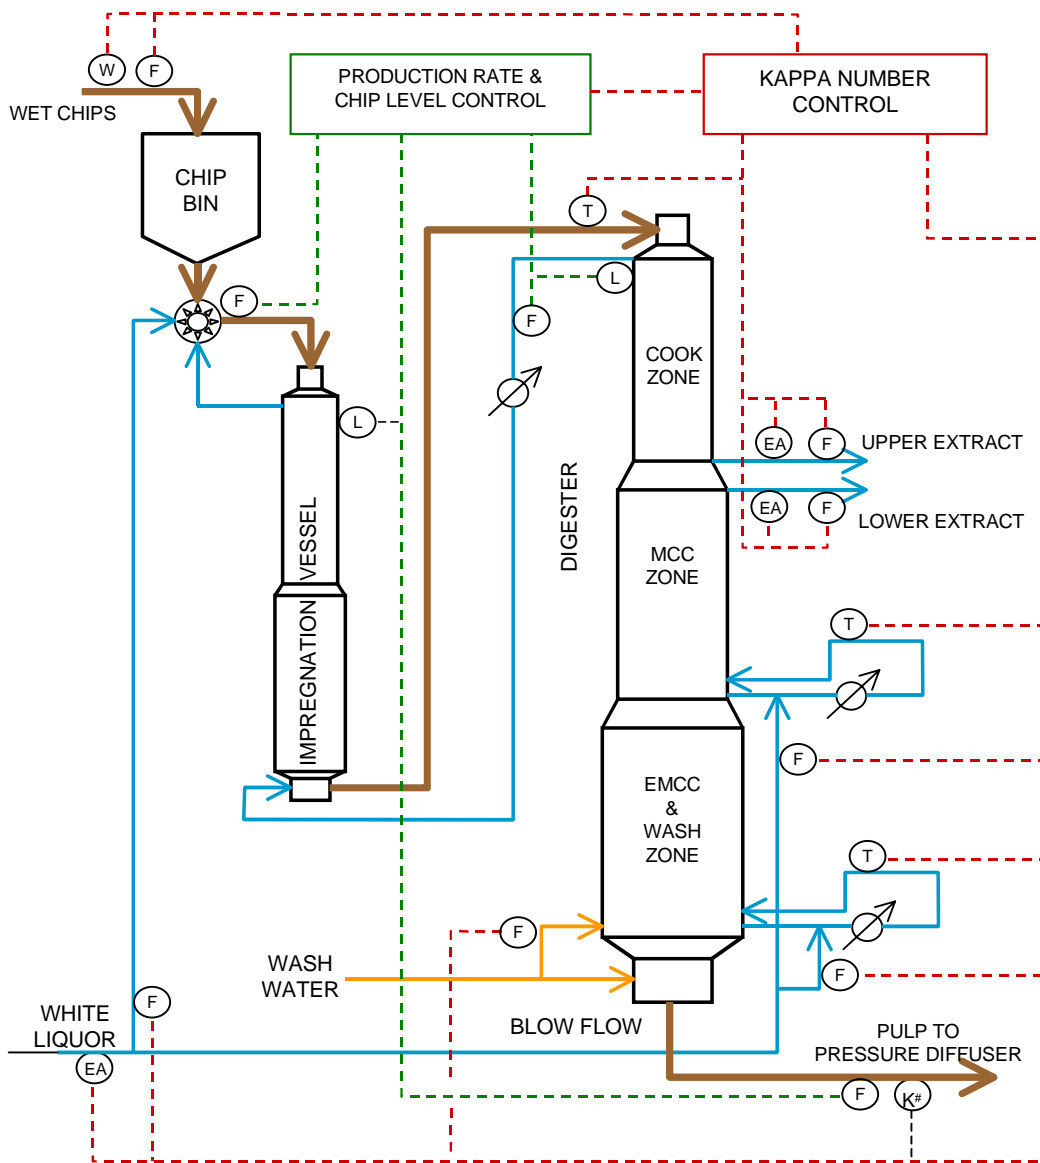 W
F
WET CHIPS
PRODUCTION RATE &
CHIP LEVEL CONTROL
KAPPA NUMBER
CONTROL
CHIP
BIN
T
F
L
F
COOK
ZONE
L
EA
F
UPPER EXTRACT
EA
F
LOWER EXTRACT
DIGESTER
MCC
ZONE
IMPREGNATION VESSEL
T
F
EMCC
&
WASH
ZONE
T
F
WASH
WATER
F
F
WHITE
LIQUOR
EA
BLOW FLOW
PULP TO
PRESSURE DIFFUSER
F
K#